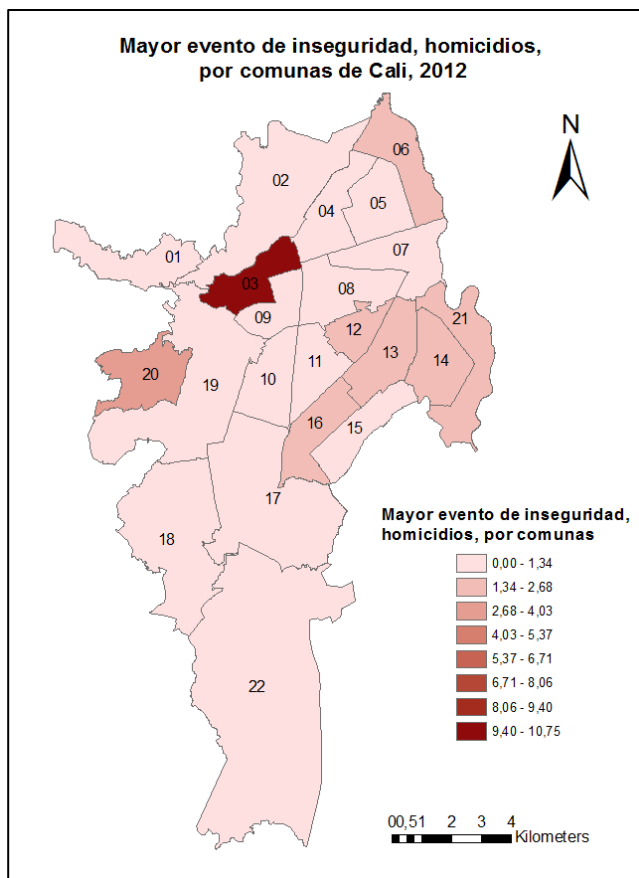 Mayor evento de inseguridad, homicidios,
por comunas de Cali, 2012
N
06
02
04
05
07
01
03
08
09
21
12
13
14
11
20
19
10
16
15
17
18
22
Mayor evento de inseguridad,
homicidios, por comunas
0,00 - 1,34
1,34 - 2,68
2,68 - 4,03
4,03 - 5,37
5,37 - 6,71
6,71 - 8,06
8,06 - 9,40
9,40 - 10,75
00,51 2 3 4
Kilometers